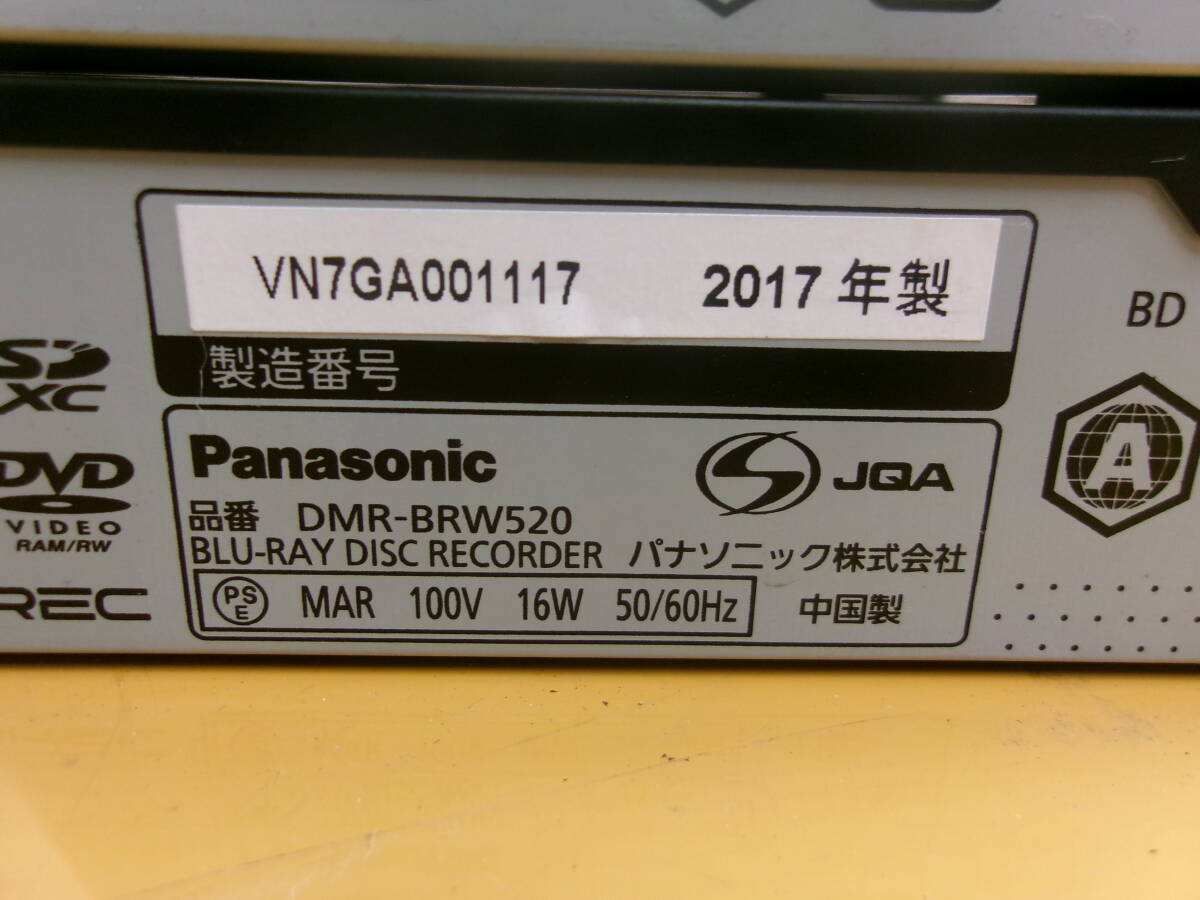 VN7GA001117 2017 年製
製造番号
BD
SD
XC
DVD
VIDEO
RAM/RW
REC
A
Panasonic
S JQA
品番 DMR-BRW520
BLU-RAY DISC RECORDER パナソニック株式会社
PS
E
MAR 100V 16W 50/60Hz 中国製